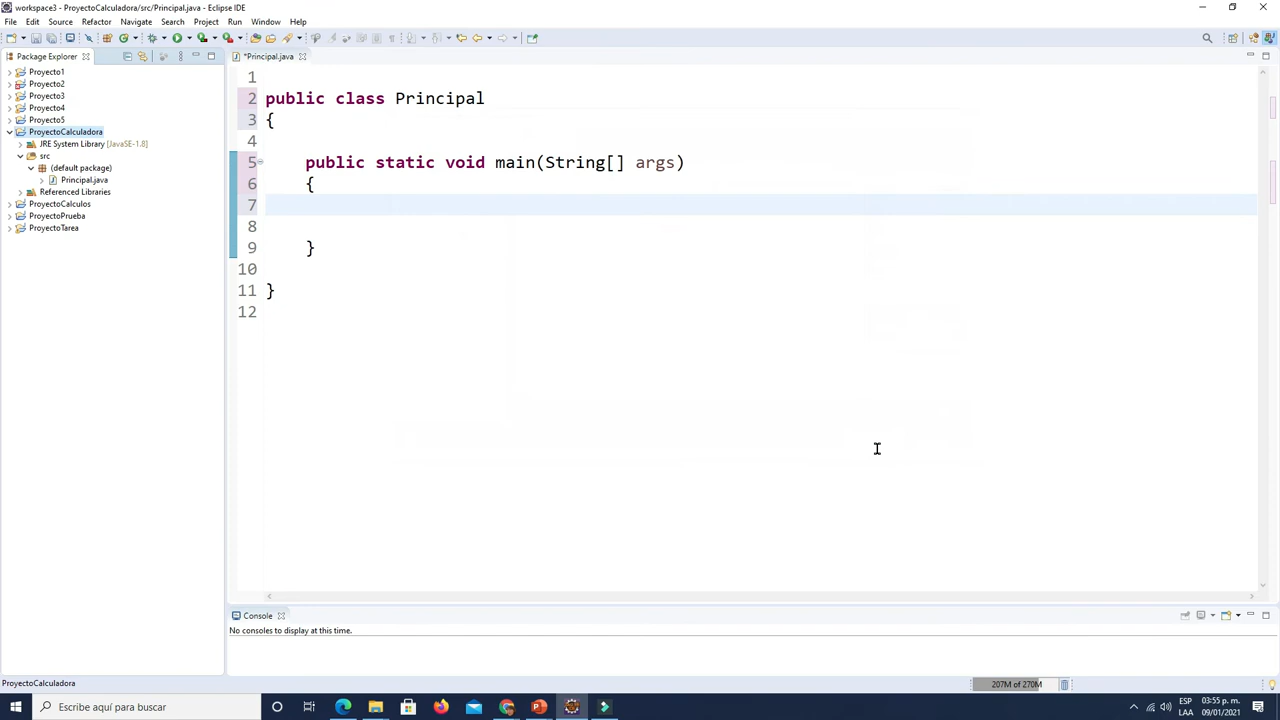 workspace3 - ProyectoCalculadora/src/Principal.java - Eclipse IDE
File Edit Source Refactor Navigate Search Project Run Window Help
Package Explorer
*Principal.java
Proyecto1
Proyecto2
Proyecto3
Proyecto4
Proyecto5
ProyectoCalculadora
JRE System Library [JavaSE-1.8]
src
(default package)
Principal.java
Referenced Libraries
ProyectoCalculos
ProyectoPrueba
ProyectoTarea
1
2 public class Principal
3 {
4
5 public static void main(String[] args)
6 {
7
8
9 }
10
11 }
12
Console
No consoles to display at this time.
ProyectoCalculadora
207M of 270M
Escribe aquí para buscar
ESP
LAA
03:55 p. m.
09/01/2021